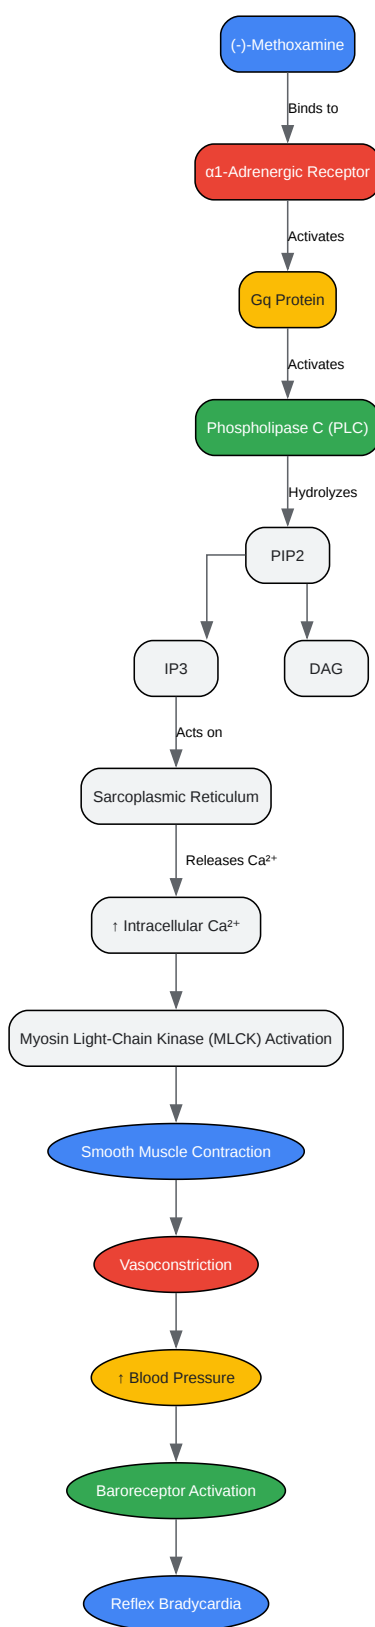 (-)-Methoxamine
Binds to
α1-Adrenergic Receptor
Activates
Gq Protein
Activates
Phospholipase C (PLC)
Hydrolyzes
PIP2
IP3
DAG
Acts on
Sarcoplasmic Reticulum
Releases Ca²⁺
↑ Intracellular Ca²⁺
Myosin Light-Chain Kinase (MLCK) Activation
Smooth Muscle Contraction
Vasoconstriction
↑ Blood Pressure
Baroreceptor Activation
Reflex Bradycardia